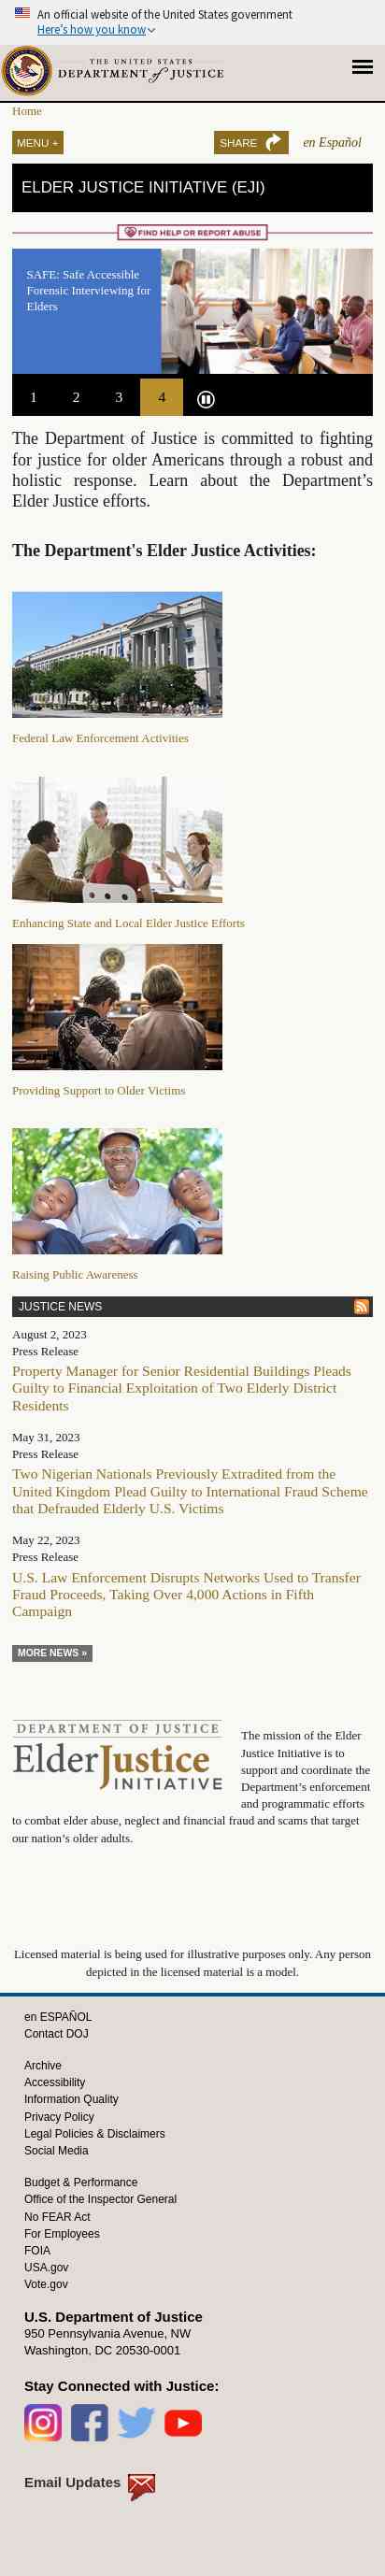 An official website of the United States government
Here's how you know
THE UNITED STATES
DEPARTMENT of JUSTICE
Home
MENU +
SHARE
en Español
ELDER JUSTICE INITIATIVE (EJI)
FIND HELP OR REPORT ABUSE
SAFE: Safe Accessible
Forensic Interviewing for
Elders
1 2 3 4
The Department of Justice is committed to fighting
for justice for older Americans through a robust and
holistic response. Learn about the Department’s
Elder Justice efforts.
The Department's Elder Justice Activities:
Federal Law Enforcement Activities
Enhancing State and Local Elder Justice Efforts
Providing Support to Older Victims
Raising Public Awareness
JUSTICE NEWS
August 2, 2023
Press Release
Property Manager for Senior Residential Buildings Pleads
Guilty to Financial Exploitation of Two Elderly District
Residents
May 31, 2023
Press Release
Two Nigerian Nationals Previously Extradited from the
United Kingdom Plead Guilty to International Fraud Scheme
that Defrauded Elderly U.S. Victims
May 22, 2023
Press Release
U.S. Law Enforcement Disrupts Networks Used to Transfer
Fraud Proceeds, Taking Over 4,000 Actions in Fifth
Campaign
MORE NEWS »
DEPARTMENT OF JUSTICE
ElderJustice
INITIATIVE
The mission of the Elder
Justice Initiative is to
support and coordinate the
Department’s enforcement
and programmatic efforts
to combat elder abuse, neglect and financial fraud and scams that target
our nation’s older adults.
Licensed material is being used for illustrative purposes only. Any person
depicted in the licensed material is a model.
en ESPAÑOL
Contact DOJ
Archive
Accessibility
Information Quality
Privacy Policy
Legal Policies & Disclaimers
Social Media
Budget & Performance
Office of the Inspector General
No FEAR Act
For Employees
FOIA
USA.gov
Vote.gov
U.S. Department of Justice
950 Pennsylvania Avenue, NW
Washington, DC 20530-0001
Stay Connected with Justice:
Email Updates